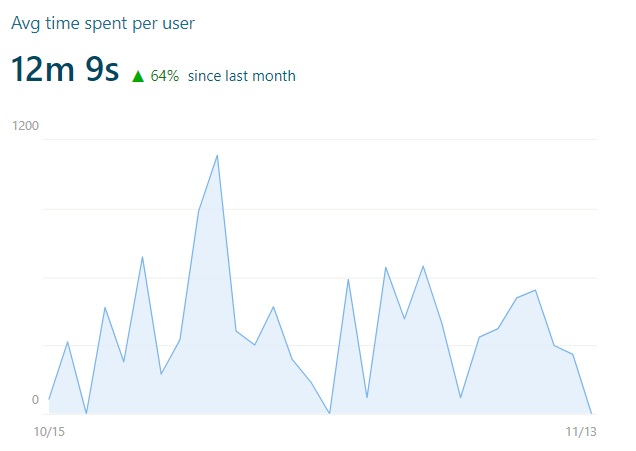 Avg time spent per user
12m 9s ▲ 64% since last month
1200
0
10/15 11/13